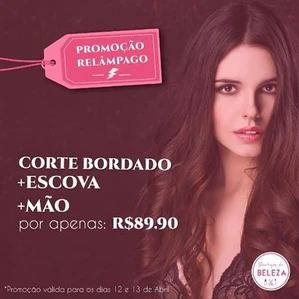 PROMOÇÃO
RELÂMPAGO
CORTE BORDADO
+ESCOVA
+MÃO
por apenas: R$89.90
BELEZA
*Promoção válida para os dias 12 e 13 de Abril